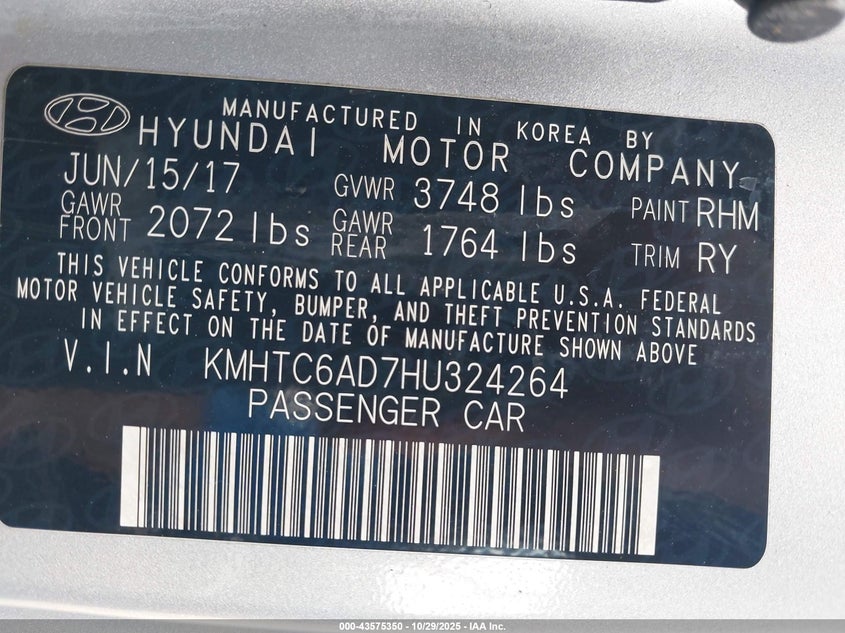 MANUFACTURED IN KOREA BY
HYUNDAI MOTOR COMPANY
JUN/15/17 GVWR 3748 lbs PAINT RHM
GAWR FRONT 2072 lbs GAWR REAR 1764 lbs TRIM RY
THIS VEHICLE CONFORMS TO ALL APPLICABLE U.S.A. FEDERAL
MOTOR VEHICLE SAFETY, BUMPER, AND THEFT PREVENTION STANDARDS
IN EFFECT ON THE DATE OF MANUFACTURE SHOWN ABOVE
V.I.N KMHTC6AD7HU324264
PASSENGER CAR
000-43575350 | 10/29/2025 - IAA Inc.